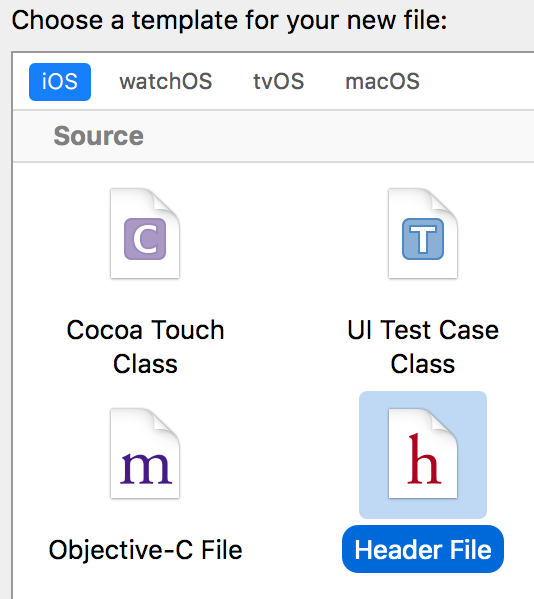 Choose a template for your new file:
iOS watchOS tvOS macOS
Source
C T
Cocoa Touch Class
UI Test Case Class
m h
Objective-C File
Header File